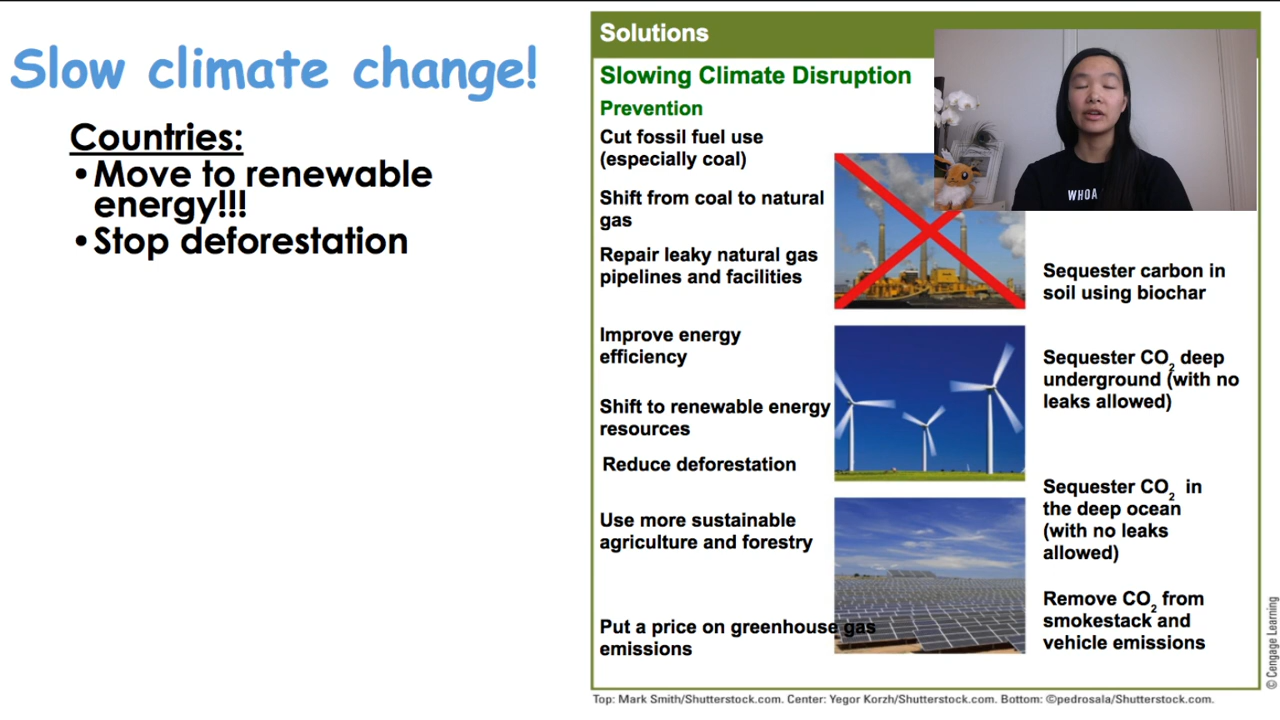 Slow climate change!
Countries:
•Move to renewable
energy!!!
•Stop deforestation
Solutions
Slowing Climate Disruption
Prevention
Cut fossil fuel use
(especially coal)
Shift from coal to natural
gas
Repair leaky natural gas
pipelines and facilities
Improve energy
efficiency
Shift to renewable energy
resources
Reduce deforestation
Use more sustainable
agriculture and forestry
Put a price on greenhouse gas
emissions
WHOA
Sequester carbon in
soil using biochar
Sequester CO2 deep
underground (with no
leaks allowed)
Sequester CO2 in
the deep ocean
(with no leaks
allowed)
Remove CO2 from
smokestack and
vehicle emissions
© Cengage Learning
Top: Mark Smith/Shutterstock.com. Center: Yegor Korzh/Shutterstock.com. Bottom: ©pedrosala/Shutterstock.com.